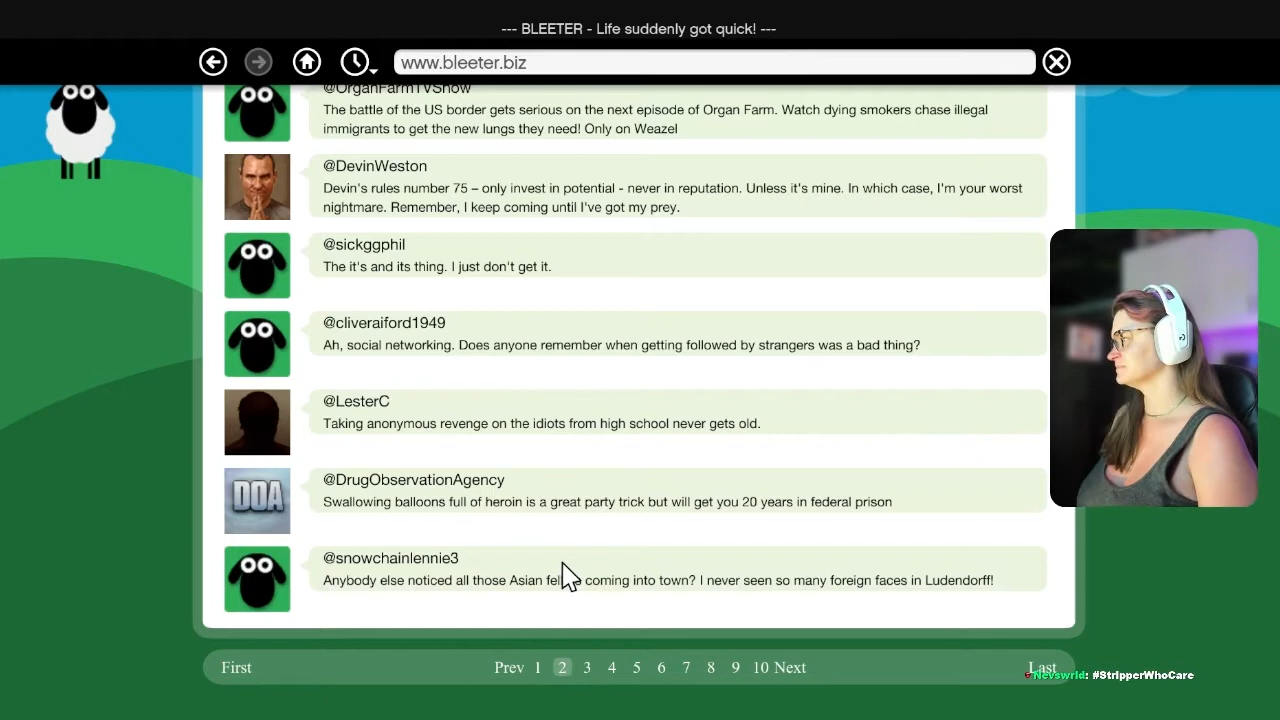 --- BLEETER - Life suddenly got quick! ---
www.bleeter.biz
@OrganFarmTVShow
The battle of the US border gets serious on the next episode of Organ Farm. Watch dying smokers chase illegal
immigrants to get the new lungs they need! Only on Weazel
@DevinWeston
Devin's rules number 75 – only invest in potential - never in reputation. Unless it's mine. In which case, I'm your worst
nightmare. Remember, I keep coming until I've got my prey.
@sickggphil
The it's and its thing. I just don't get it.
@cliveraiford1949
Ah, social networking. Does anyone remember when getting followed by strangers was a bad thing?
@LesterC
Taking anonymous revenge on the idiots from high school never gets old.
DOA
@DrugObservationAgency
Swallowing balloons full of heroin is a great party trick but will get you 20 years in federal prison
@snowchainlennie3
Anybody else noticed all those Asian coming into town? I never seen so many foreign faces in Ludendorff!
First Prev 1 2 3 4 5 6 7 8 9 10 Next Last
Nevswrld: #StripperWhoCare